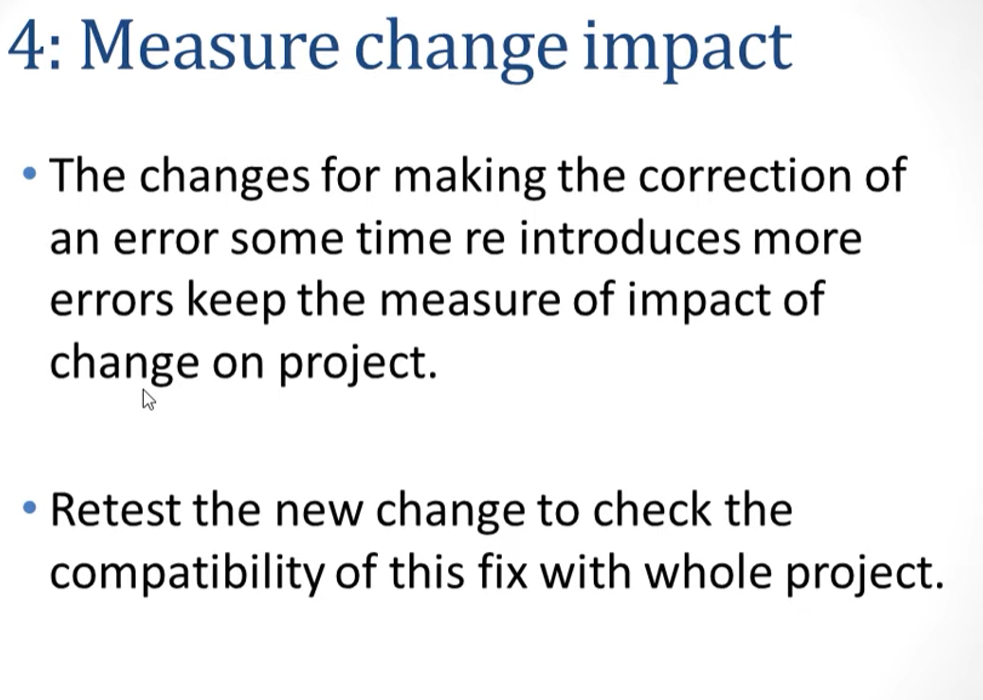 4: Measure change impact
• The changes for making the correction of
an error some time re introduces more
errors keep the measure of impact of
change on project.
• Retest the new change to check the
compatibility of this fix with whole project.